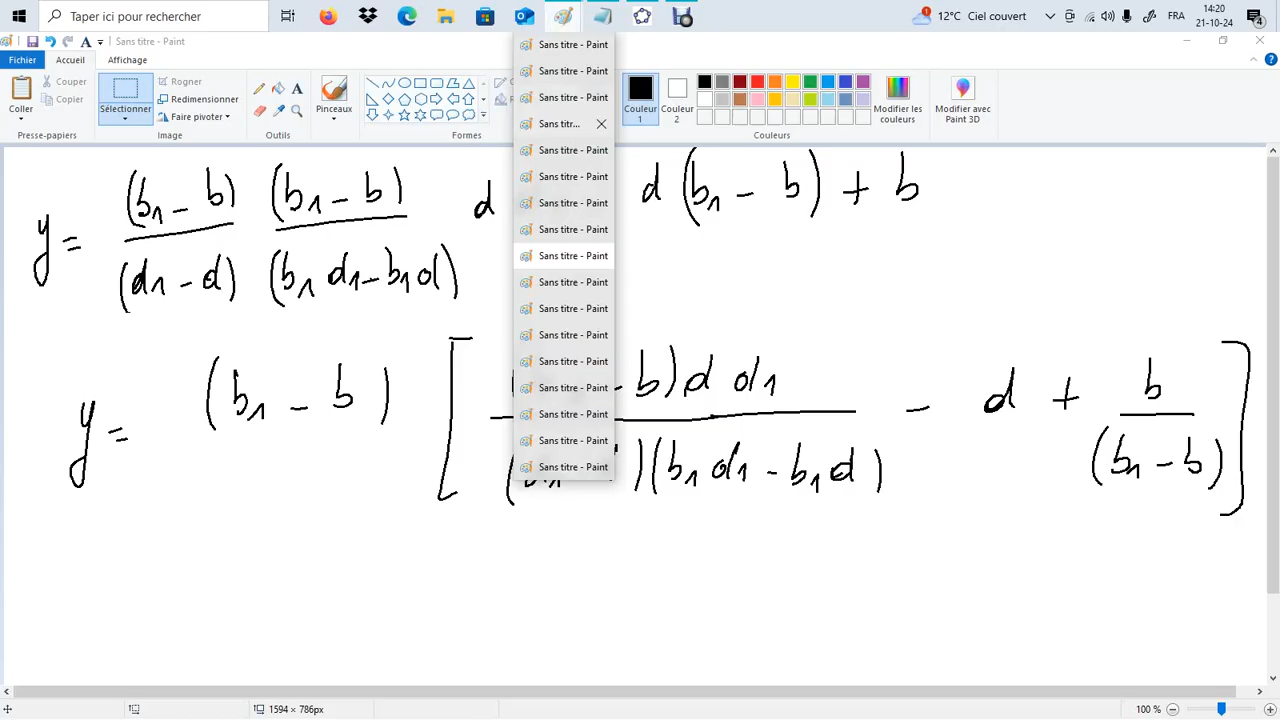 Taper ici pour rechercher
12° Ciel couvert
FRA
14:20
21-10-24
4
Sans titre - Paint
Fichier
Accueil
Affichage
Coller
Couper
Copier
Presse-papiers
Sélectionner
Rogner
Redimensionner
Faire pivoter
Image
A
Outils
Pinceaux
Formes
Couleur 1
Couleur 2
Modifier les couleurs
Modifier avec Paint 3D
Couleurs
Sans titre - Paint
Sans titre - Paint
Sans titre - Paint
Sans titr...
Sans titre - Paint
Sans titre - Paint
Sans titre - Paint
Sans titre - Paint
Sans titre - Paint
Sans titre - Paint
Sans titre - Paint
Sans titre - Paint
Sans titre - Paint
Sans titre - Paint
Sans titre - Paint
Sans titre - Paint
Sans titre - Paint
(b1 - b) (b1 - b) d d(b1 - b) + b
y =
(d1 - d) (b1 d1 - b1 d)
y = (b1 - b) [ - b) d d1 - d + b
)(b1 d1 - b1 d) (b1 - b) ]
1594 × 786px
100 %